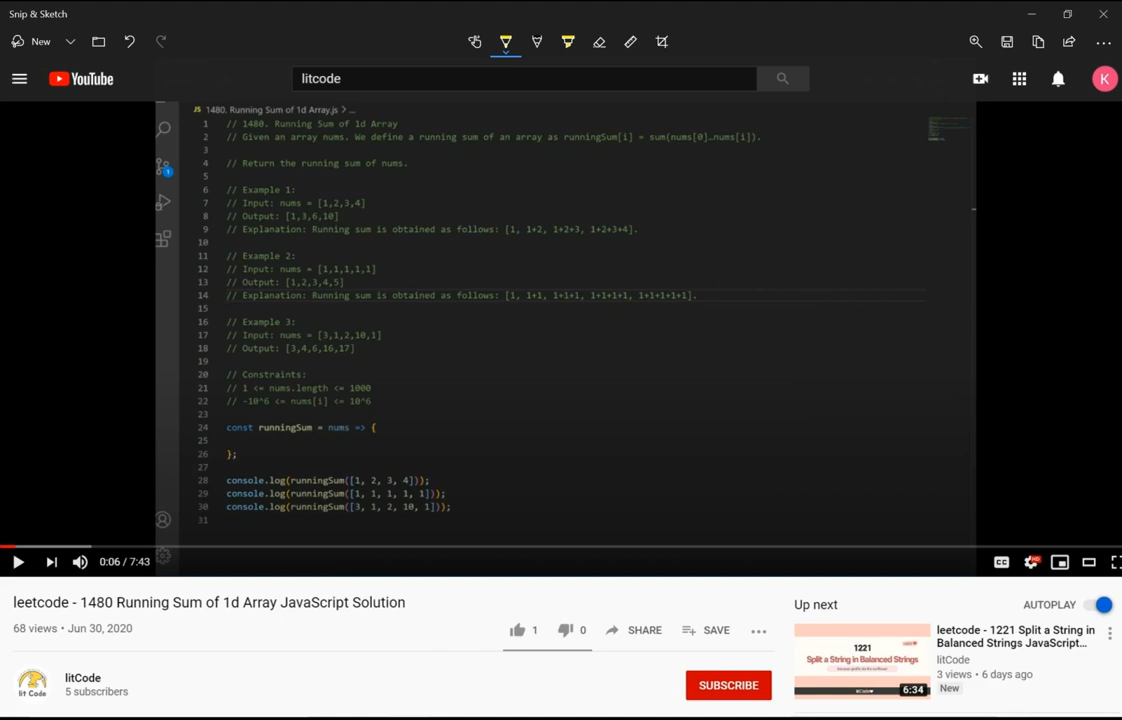 Snip & Sketch
New
YouTube
litcode
K
JS 1480. Running Sum of 1d Array.js > ...
1 // 1480. Running Sum of 1d Array
2 // Given an array nums. We define a running sum of an array as runningSum[i] = sum(nums[0]…nums[i]).
3
4 // Return the running sum of nums.
5
6 // Example 1:
7 // Input: nums = [1,2,3,4]
8 // Output: [1,3,6,10]
9 // Explanation: Running sum is obtained as follows: [1, 1+2, 1+2+3, 1+2+3+4].
10
11 // Example 2:
12 // Input: nums = [1,1,1,1,1]
13 // Output: [1,2,3,4,5]
14 // Explanation: Running sum is obtained as follows: [1, 1+1, 1+1+1, 1+1+1+1, 1+1+1+1+1].
15
16 // Example 3:
17 // Input: nums = [3,1,2,10,1]
18 // Output: [3,4,6,16,17]
19
20 // Constraints:
21 // 1 <= nums.length <= 1000
22 // -10^6 <= nums[i] <= 10^6
23
24 const runningSum = nums => {
25
26 };
27
28 console.log(runningSum([1, 2, 3, 4]));
29 console.log(runningSum([1, 1, 1, 1, 1]));
30 console.log(runningSum([3, 1, 2, 10, 1]));
31
1
0:06 / 7:43
CC
HD
leetcode - 1480 Running Sum of 1d Array JavaScript Solution
68 views • Jun 30, 2020
1
0
SHARE
SAVE
lit Code
litCode
5 subscribers
SUBSCRIBE
Up next
AUTOPLAY
1221
Split a String in Balanced Strings
6:34
leetcode - 1221 Split a String in
Balanced Strings JavaScript...
litCode
3 views • 6 days ago
New